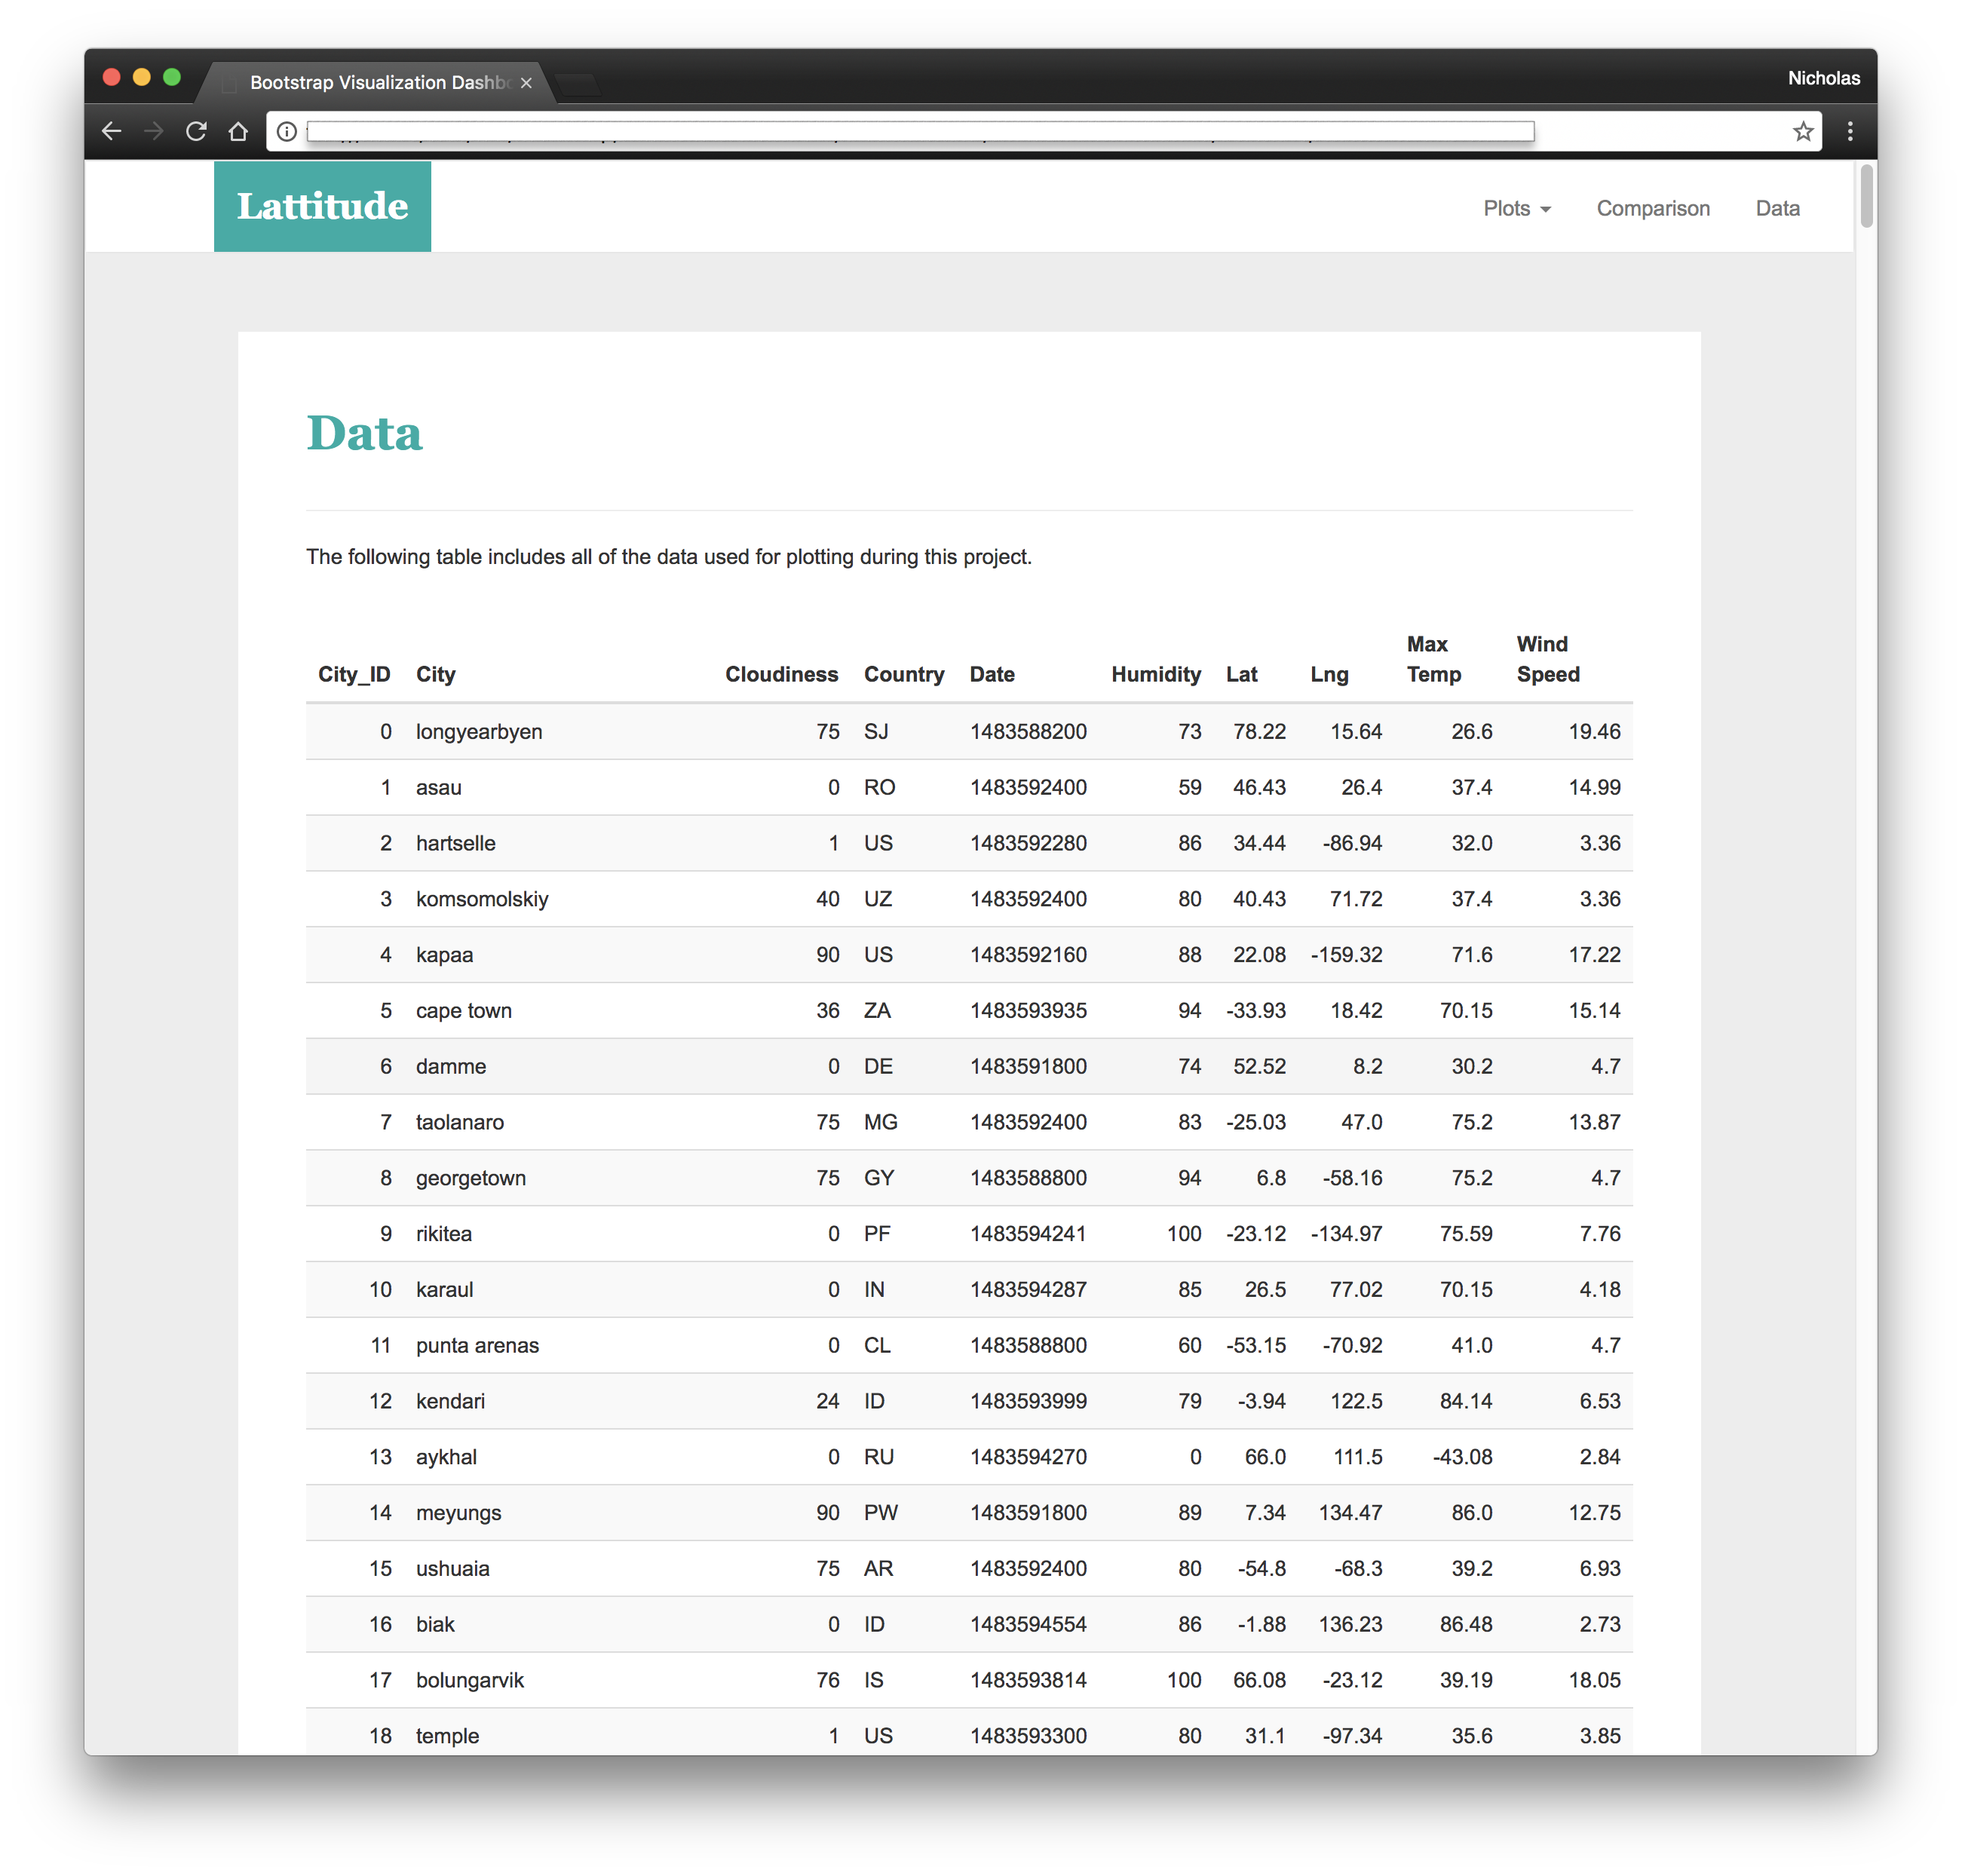 Bootstrap Visualization Dashb
Nicholas
Lattitude
Plots Comparison Data
Data
The following table includes all of the data used for plotting during this project.
City_ID City Cloudiness Country Date Humidity Lat Lng Max Temp Wind Speed
0 longyearbyen 75 SJ 1483588200 73 78.22 15.64 26.6 19.46
1 asau 0 RO 1483592400 59 46.43 26.4 37.4 14.99
2 hartselle 1 US 1483592280 86 34.44 -86.94 32.0 3.36
3 komsomolskiy 40 UZ 1483592400 80 40.43 71.72 37.4 3.36
4 kapaa 90 US 1483592160 88 22.08 -159.32 71.6 17.22
5 cape town 36 ZA 1483593935 94 -33.93 18.42 70.15 15.14
6 damme 0 DE 1483591800 74 52.52 8.2 30.2 4.7
7 taolanaro 75 MG 1483592400 83 -25.03 47.0 75.2 13.87
8 georgetown 75 GY 1483588800 94 6.8 -58.16 75.2 4.7
9 rikitea 0 PF 1483594241 100 -23.12 -134.97 75.59 7.76
10 karaul 0 IN 1483594287 85 26.5 77.02 70.15 4.18
11 punta arenas 0 CL 1483588800 60 -53.15 -70.92 41.0 4.7
12 kendari 24 ID 1483593999 79 -3.94 122.5 84.14 6.53
13 aykhal 0 RU 1483594270 0 66.0 111.5 -43.08 2.84
14 meyungs 90 PW 1483591800 89 7.34 134.47 86.0 12.75
15 ushuaia 75 AR 1483592400 80 -54.8 -68.3 39.2 6.93
16 biak 0 ID 1483594554 86 -1.88 136.23 86.48 2.73
17 bolungarvik 76 IS 1483593814 100 66.08 -23.12 39.19 18.05
18 temple 1 US 1483593300 80 31.1 -97.34 35.6 3.85